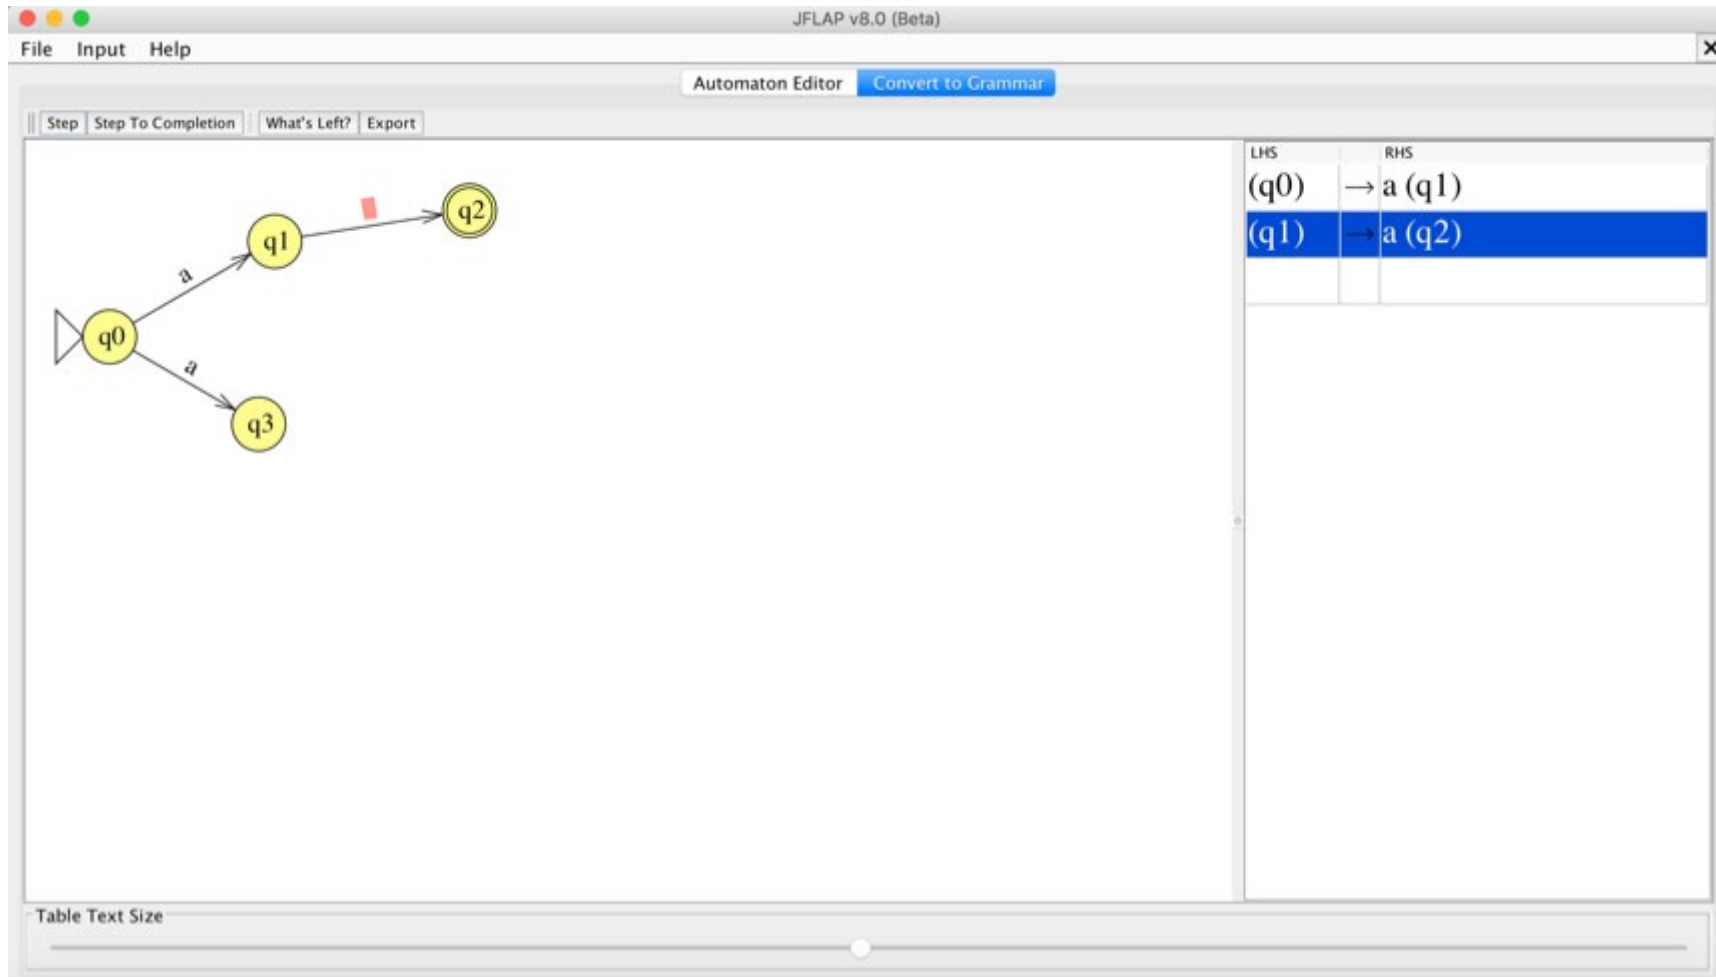 JFLAP v8.0 (Beta)
File Input Help
Automaton Editor Convert to Grammar
Step Step To Completion What's Left? Export
LHS RHS
(q0) → a (q1)
(q1) → a (q2)
q2
q1
a
q0
a
q3
Table Text Size